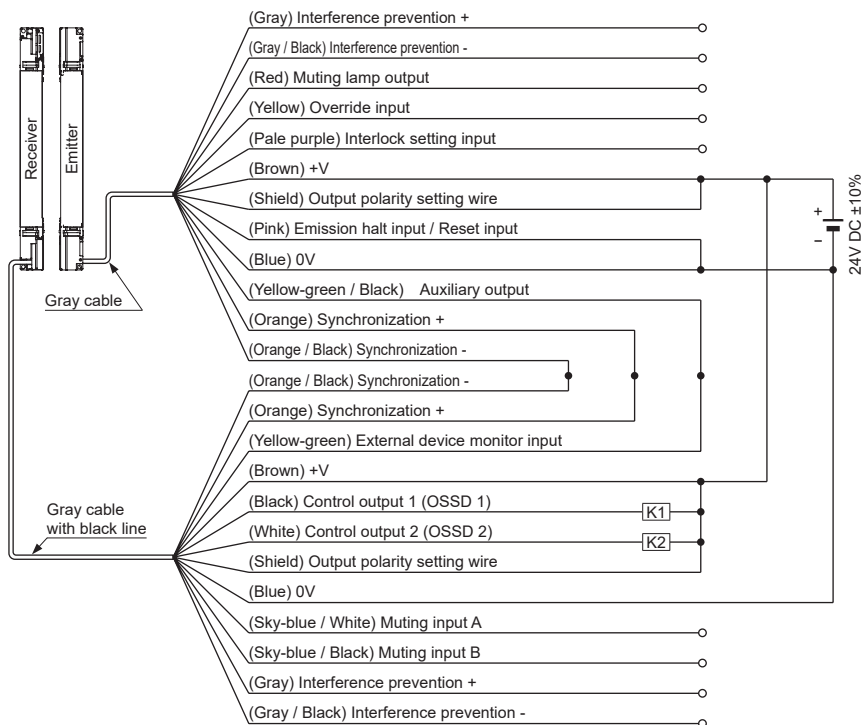 (Gray) Interference prevention +
(Gray / Black) Interference prevention -
(Red) Muting lamp output
(Yellow) Override input
(Pale purple) Interlock setting input
(Brown) +V
(Shield) Output polarity setting wire
(Pink) Emission halt input / Reset input
(Blue) 0V
(Yellow-green / Black) Auxiliary output
(Orange) Synchronization +
(Orange / Black) Synchronization -
Receiver
Emitter
Gray cable
+
−
24V DC ±10%
(Orange / Black) Synchronization -
(Orange) Synchronization +
(Yellow-green) External device monitor input
(Brown) +V
(Black) Control output 1 (OSSD 1)
K1
(White) Control output 2 (OSSD 2)
K2
(Shield) Output polarity setting wire
(Blue) 0V
(Sky-blue / White) Muting input A
(Sky-blue / Black) Muting input B
(Gray) Interference prevention +
(Gray / Black) Interference prevention -
Gray cable
with black line